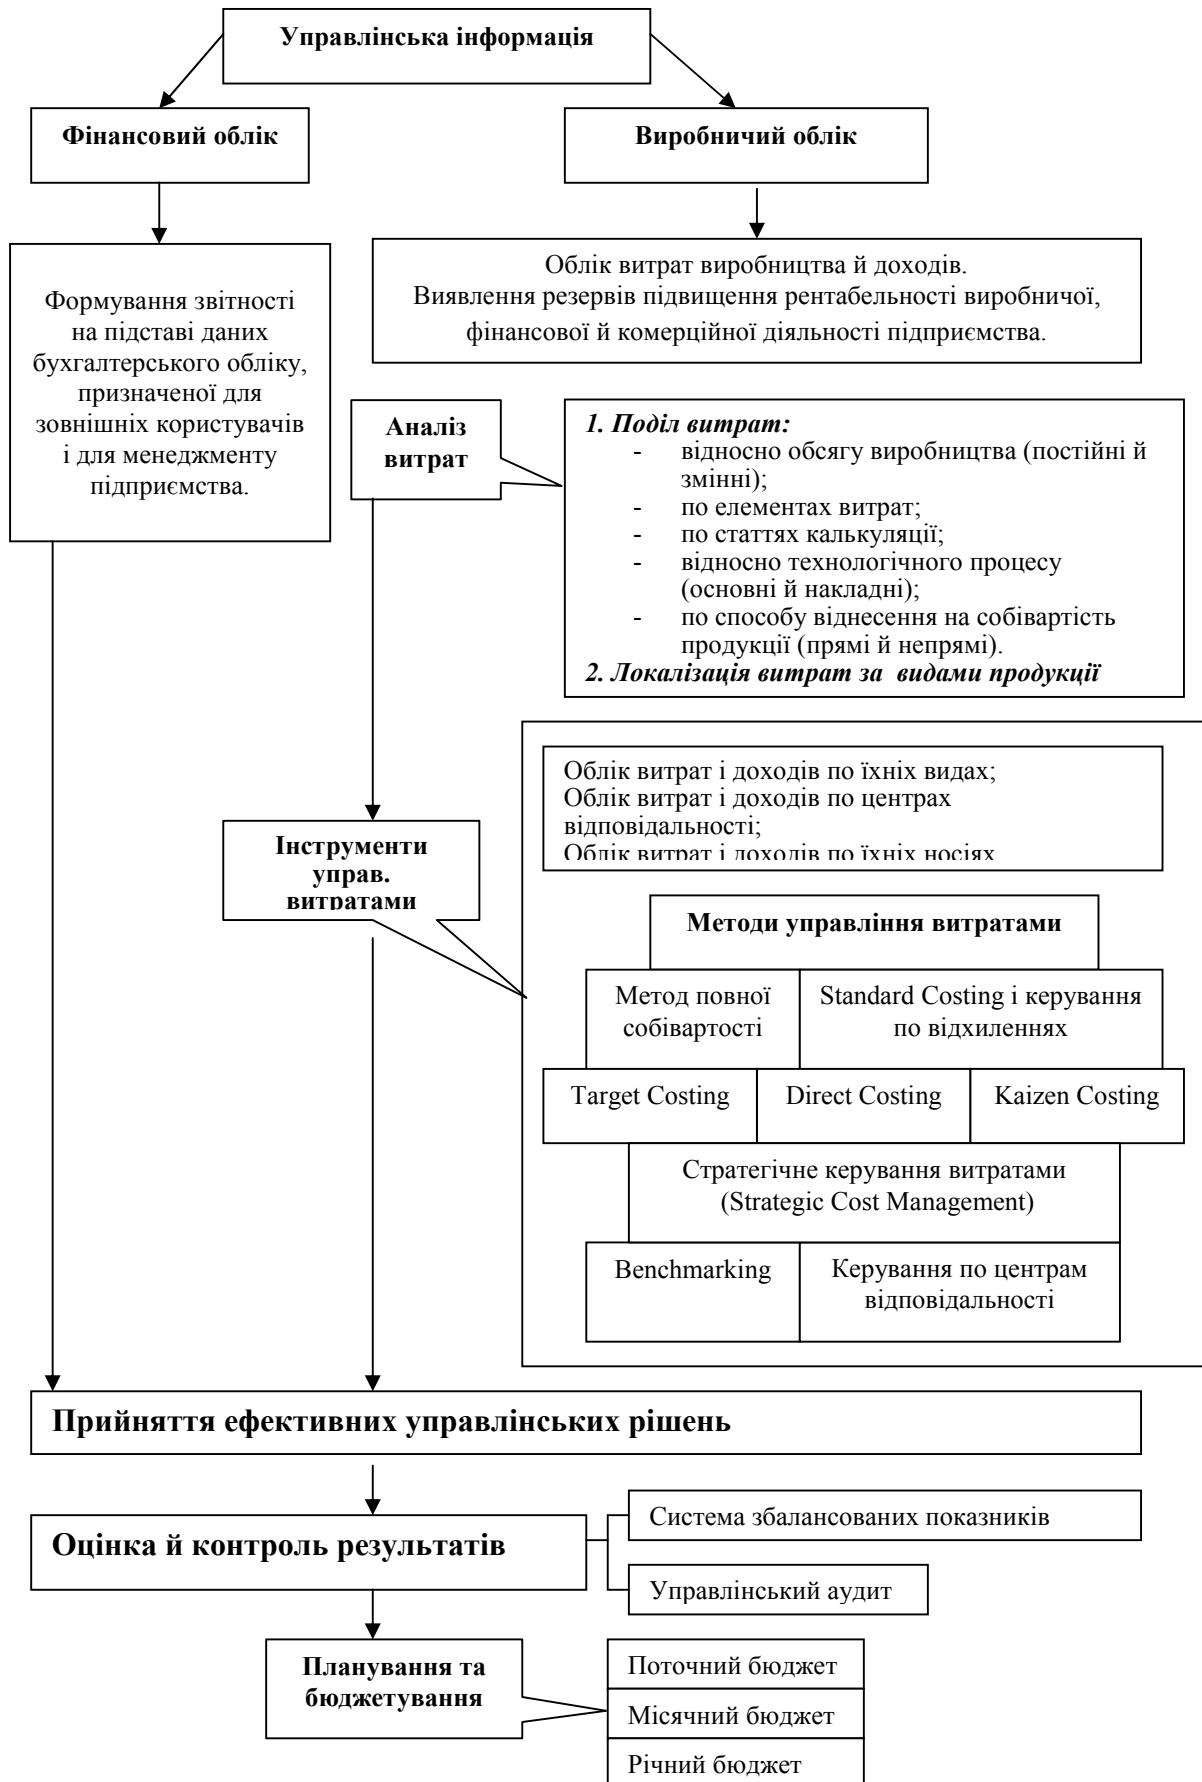 Управлінська інформація
Фінансовий облік
Виробничий облік
Формування звітності
на підставі даних
бухгалтерського обліку,
призначеної для
зовнішніх користувачів
і для менеджменту
підприємства.
Облік витрат виробництва й доходів.
Виявлення резервів підвищення рентабельності виробничої,
фінансової й комерційної діяльності підприємства.
Аналіз
витрат
1. Поділ витрат:
- відносно обсягу виробництва (постійні й
змінні);
- по елементах витрат;
- по статтях калькуляції;
- відносно технологічного процесу
(основні й накладні);
- по способу віднесення на собівартість
продукції (прямі й непрямі).
2. Локалізація витрат за видами продукції
Інструменти
управ.
витратами
Облік витрат і доходів по їхніх видах;
Облік витрат і доходів по центрах
відповідальності;
Облік витрат і доходів по їхніх носіях
Методи управління витратами
Метод повної
собівартості
Standard Costing і керування
по відхиленнях
Target Costing
Direct Costing
Kaizen Costing
Стратегічне керування витратами
(Strategic Cost Management)
Benchmarking
Керування по центрам
відповідальності
Прийняття ефективних управлінських рішень
Оцінка й контроль результатів
Система збалансованих показників
Управлінський аудит
Планування та
бюджетування
Поточний бюджет
Місячний бюджет
Річний бюджет